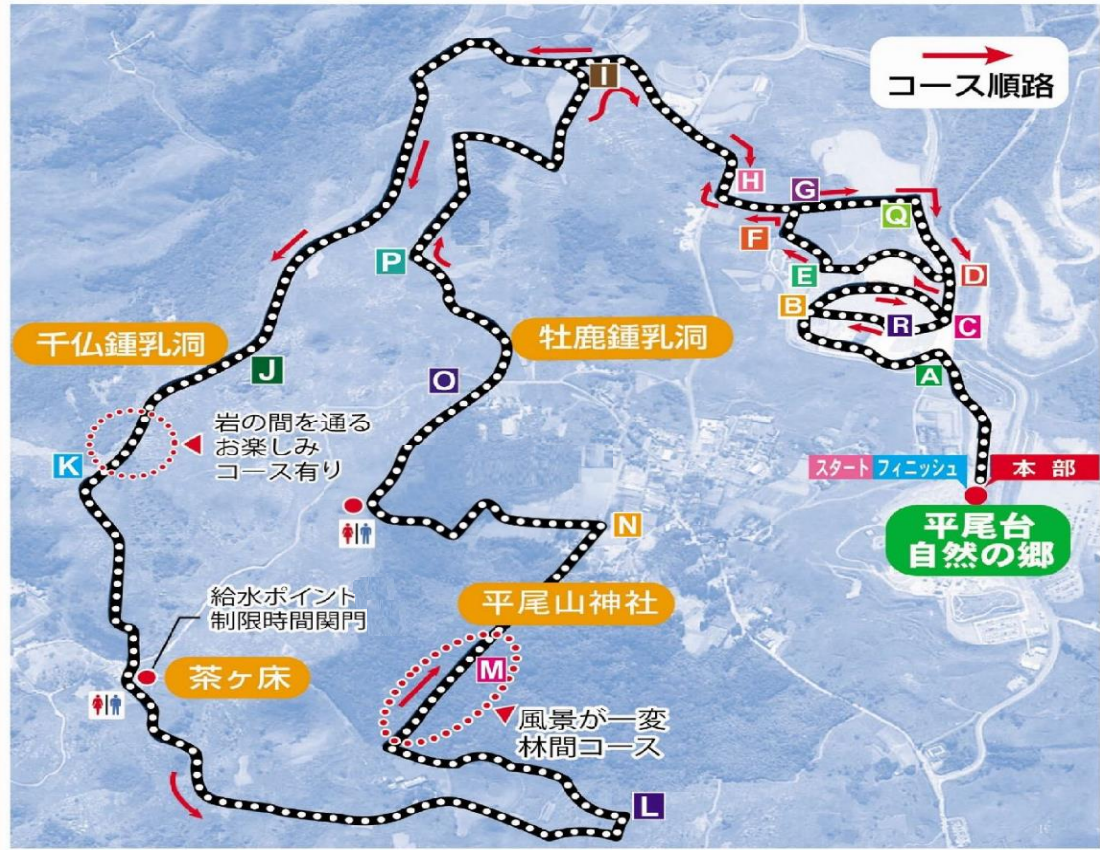 コース順路
I
H
G
Q
F
E
D
B
R
C
A
P
千仏鍾乳洞
牡鹿鍾乳洞
J
O
岩の間を通る
お楽しみ
コース有り
K
スタート
フィニッシュ
本部
平尾台
自然の郷
N
給水ポイント
制限時間関門
平尾山神社
茶ヶ床
M
風景が一変
林間コース
L